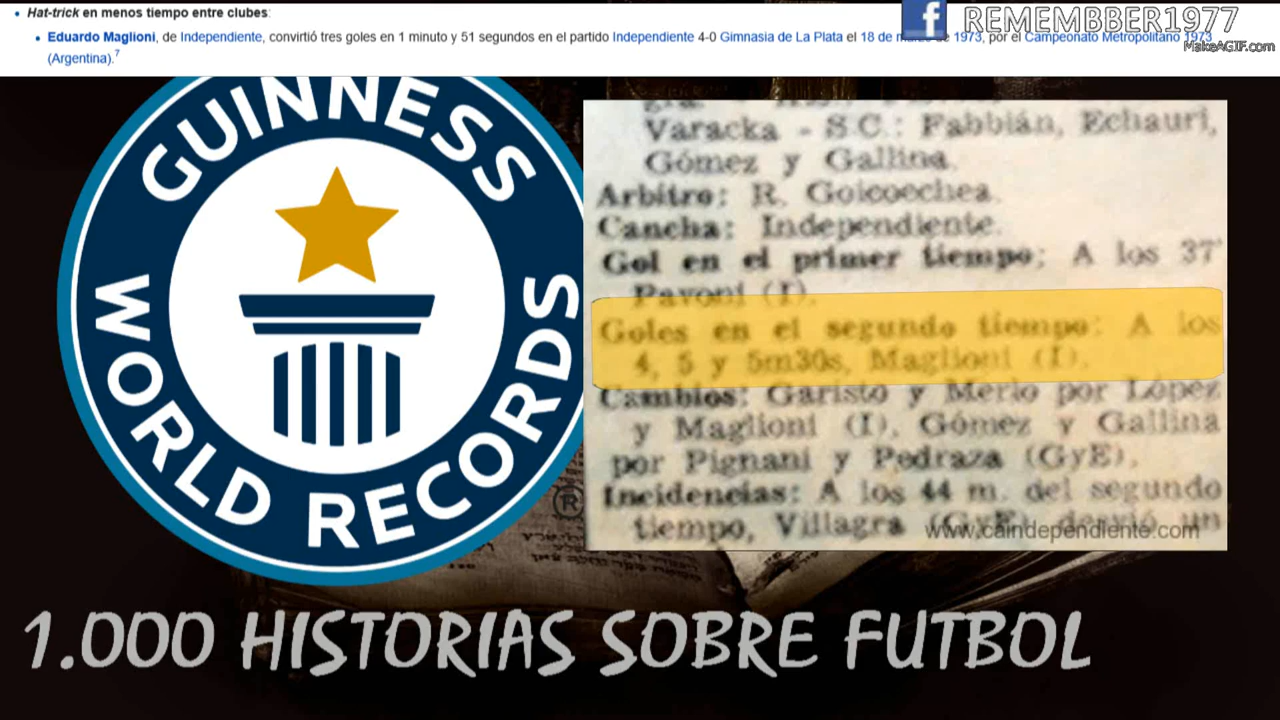 Hat-trick en menos tiempo entre clubes:
REMEMBBER1977
MakeAGIF.com
Eduardo Maglioni, de Independiente, convirtió tres goles en 1 minuto y 51 segundos en el partido Independiente 4-0 Gimnasia de La Plata el 18 de marzo de 1973, por el Campeonato Metropolitano 1973
(Argentina).7
GUINNESS
WORLD RECORDS
®
Varacka - S.C.: Fabbián, Echauri,
Gómez y Gallina.
Arbitro: R. Goicoechea.
Cancha: Independiente.
Gol en el primer tiempo: A los 37'
Pavoni (I).
Goles en el segundo tiempo: A los
4, 5 y 5m30s, Maglioni (I).
Cambios: Garisto y Merlo por López
y Maglioni (I), Gómez y Gallina
por Pignani y Pedraza (GyE).
Incidencias: A los 44 m. del segundo
tiempo, Villagra (GyE) desvió un
www.caindependiente.com
1.000 HISTORIAS SOBRE FUTBOL